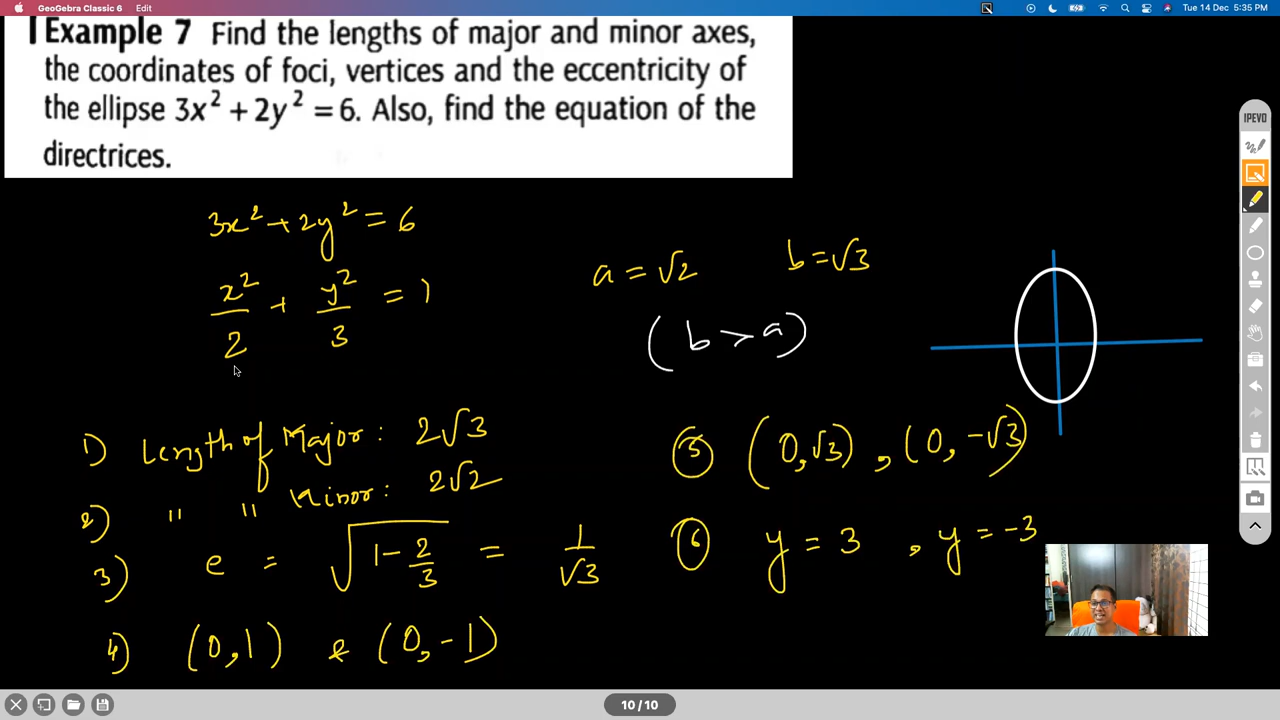 GeoGebra Classic 6 Edit
Tue 14 Dec 5:35 PM
Example 7 Find the lengths of major and minor axes,
the coordinates of foci, vertices and the eccentricity of
the ellipse 3x² + 2y² = 6. Also, find the equation of the
directrices.
IPEVO
3x² + 2y² = 6
x²/2 + y²/3 = 1
a = √2 b = √3
(b > a)
1) Length of Major : 2√3
2) " " Minor : 2√2
3) e = √(1 - 2/3) = 1/√3
4) (0, 1) & (0, -1)
⑤ (0, √3), (0, -√3)
⑥ y = 3, y = -3
10 / 10